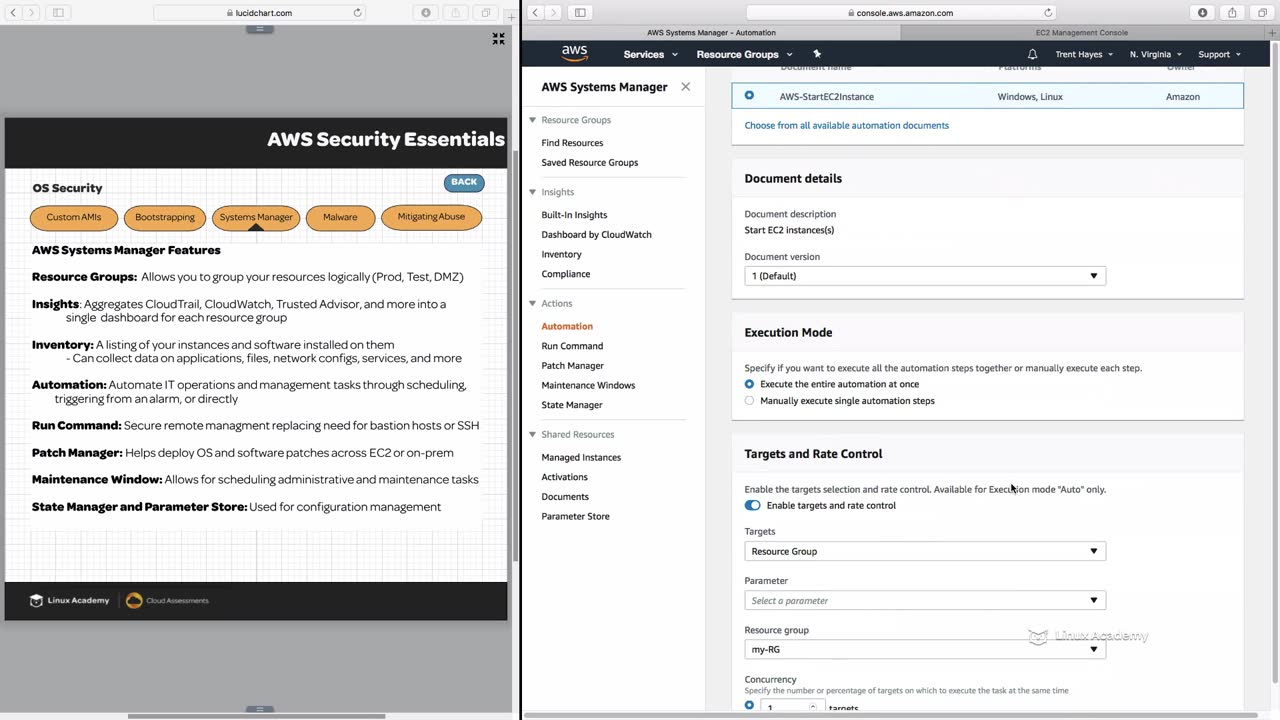 lucidchart.com
AWS Security Essentials
OS Security
BACK
Custom AMIs
Bootstrapping
Systems Manager
Malware
Mitigating Abuse
AWS Systems Manager Features
Resource Groups: Allows you to group your resources logically (Prod, Test, DMZ)
Insights: Aggregates CloudTrail, CloudWatch, Trusted Advisor, and more into a
single dashboard for each resource group
Inventory: A listing of your instances and software installed on them
- Can collect data on applications, files, network configs, services, and more
Automation: Automate IT operations and management tasks through scheduling,
triggering from an alarm, or directly
Run Command: Secure remote managment replacing need for bastion hosts or SSH
Patch Manager: Helps deploy OS and software patches across EC2 or on-prem
Maintenance Window: Allows for scheduling administrative and maintenance tasks
State Manager and Parameter Store: Used for configuration management
Linux Academy
Cloud Assessments
console.aws.amazon.com
AWS Systems Manager - Automation
EC2 Management Console
aws
Services
Resource Groups
Trent Hayes
N. Virginia
Support
AWS Systems Manager
Resource Groups
Find Resources
Saved Resource Groups
Insights
Built-In Insights
Dashboard by CloudWatch
Inventory
Compliance
Actions
Automation
Run Command
Patch Manager
Maintenance Windows
State Manager
Shared Resources
Managed Instances
Activations
Documents
Parameter Store
Document name
Platforms
Owner
AWS-StartEC2Instance
Windows, Linux
Amazon
Choose from all available automation documents
Document details
Document description
Start EC2 instances(s)
Document version
1 (Default)
Execution Mode
Specify if you want to execute all the automation steps together or manually execute each step.
Execute the entire automation at once
Manually execute single automation steps
Targets and Rate Control
Enable the targets selection and rate control. Available for Execution mode "Auto" only.
Enable targets and rate control
Targets
Resource Group
Parameter
Select a parameter
Resource group
Linux Academy
my-RG
Concurrency
Specify the number or percentage of targets on which to execute the task at the same time
1
targets